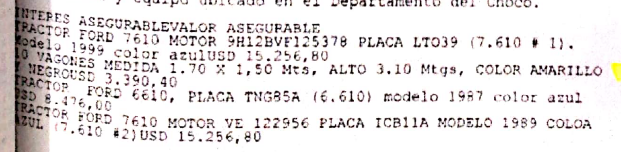 y equipo ubicado en el Departamento del Choco.
INTERES ASEGURABLEVALOR ASEGURABLE
TRACTOR FORD 7610 MOTOR 9H12BVF125378 PLACA LTO39 (7.610 # 1).
Modelo 1999 color azulUSD 15.256,80
10 VAGONES MEDIDA 1.70 X 1,50 Mts, ALTO 3.10 Mtgs, COLOR AMARILLO
Y NEGROUSD 3.390,40
TRACTOR FORD 6610, PLACA TNG85A (6.610) modelo 1987 color azul
USD 8.476,00
TRACTOR FORD 7610 MOTOR VE 122956 PLACA ICB11A MODELO 1989 COLOA
AZUL (7.610 #2)USD 15.256,80